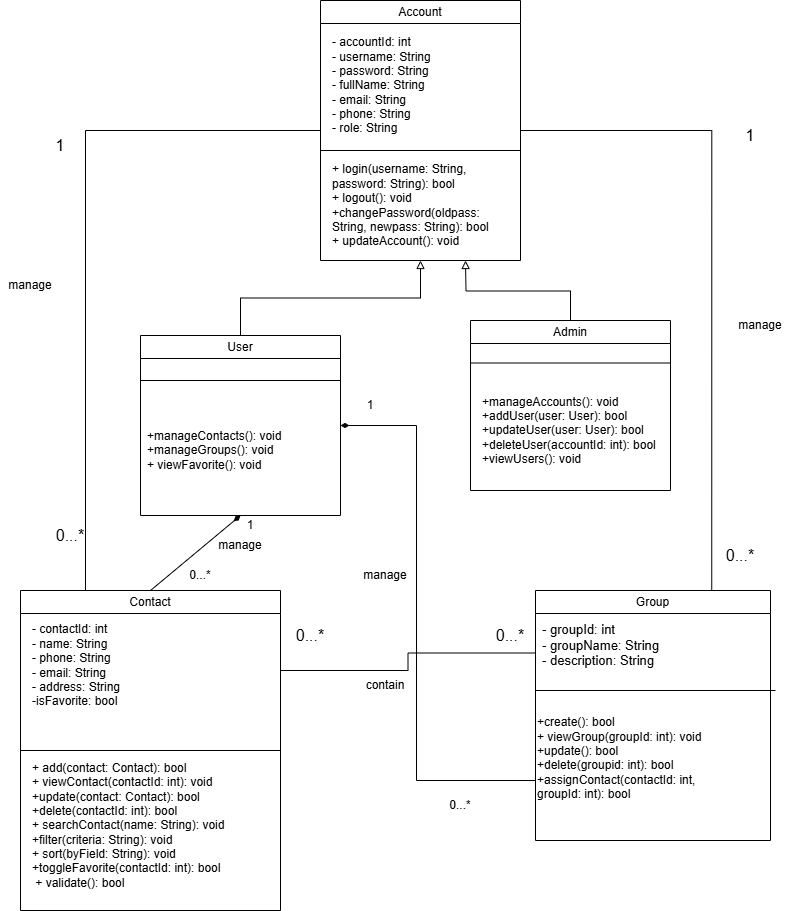 Account
- accountId: int
- username: String
- password: String
- fullName: String
- email: String
- phone: String
- role: String
+ login(username: String,
password: String): bool
+ logout(): void
+changePassword(oldpass:
String, newpass: String): bool
+ updateAccount(): void
1
1
manage
manage
User
+manageContacts(): void
+manageGroups(): void
+ viewFavorite(): void
Admin
+manageAccounts(): void
+addUser(user: User): bool
+updateUser(user: User): bool
+deleteUser(accountId: int): bool
+viewUsers(): void
1
1
manage
0...*
0...*
manage
0...*
Contact
- contactId: int
- name: String
- phone: String
- email: String
- address: String
-isFavorite: bool
+ add(contact: Contact): bool
+ viewContact(contactId: int): void
+update(contact: Contact): bool
+delete(contactId: int): bool
+ searchContact(name: String): void
+filter(criteria: String): void
+ sort(byField: String): void
+toggleFavorite(contactId: int): bool
+ validate(): bool
0...*
0...*
contain
0...*
Group
- groupId: int
- groupName: String
- description: String
+create(): bool
+ viewGroup(groupId: int): void
+update(): bool
+delete(groupid: int): bool
+assignContact(contactId: int,
groupId: int): bool